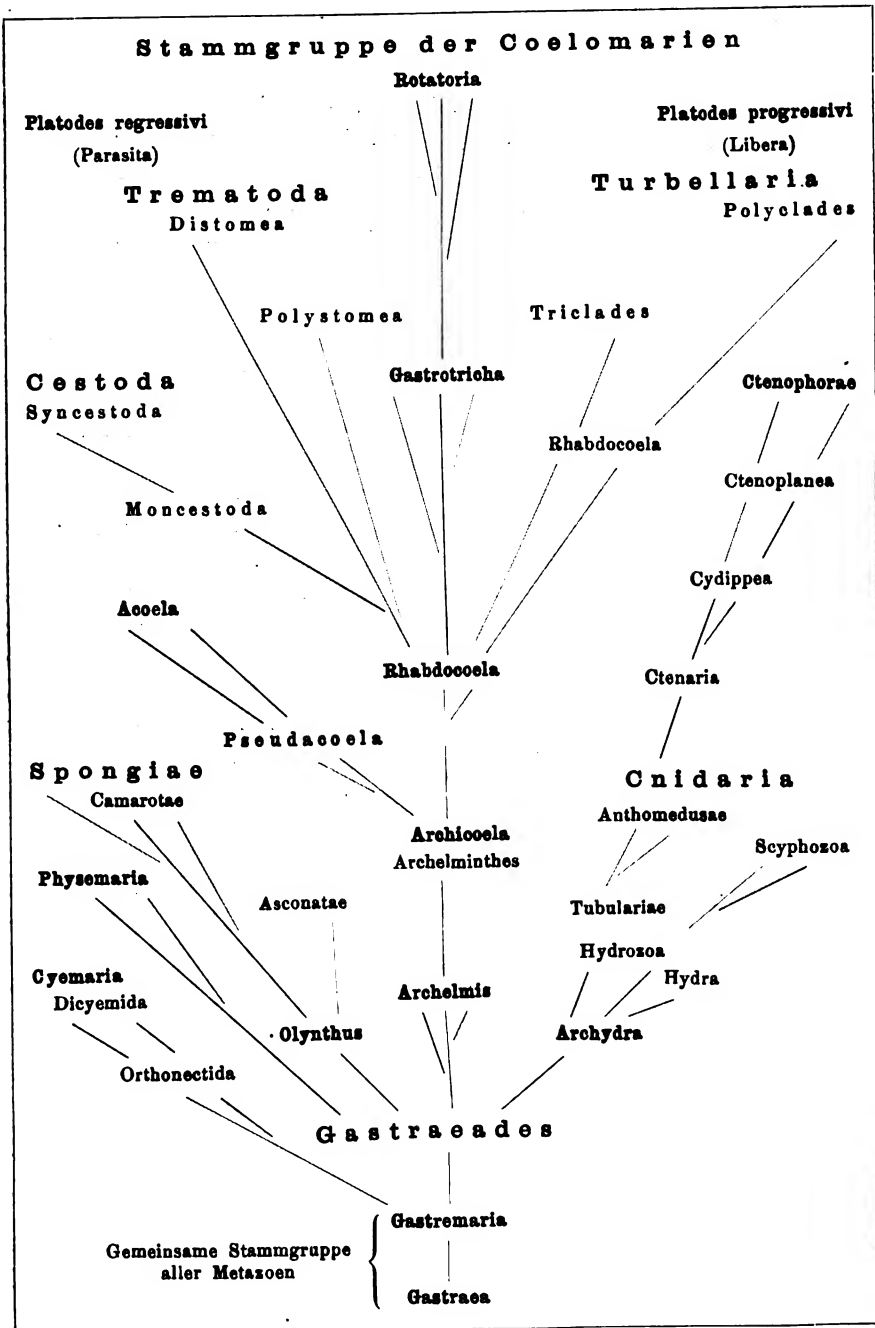 Stammgruppe der Coelomarien
Rotatoria
Platodes regressivi
(Parasita)
Platodes progressivi
(Libera)
Trematoda
Distomea
Turbellaria
Polyclades
Polystomea
Triclades
Cestoda
Syncestoda
Gastrotricha
Ctenophorae
Rhabdocoela
Ctenoplanea
Moncestoda
Cydippea
Acoela
Rhabdocoela
Ctenaria
Pseudacoela
Spongiae
Camarotae
Cnidaria
Anthomedusae
Archicoela
Archelminthes
Scyphozoa
Physemaria
Asconatae
Tubulariae
Hydrozoa
Cyemaria
Dicyemida
Archelmis
Hydra
Olynthus
Archydra
Orthonectida
Gastraeades
Gastremaria
Gemeinsame Stammgruppe
aller Metazoen
Gastraea